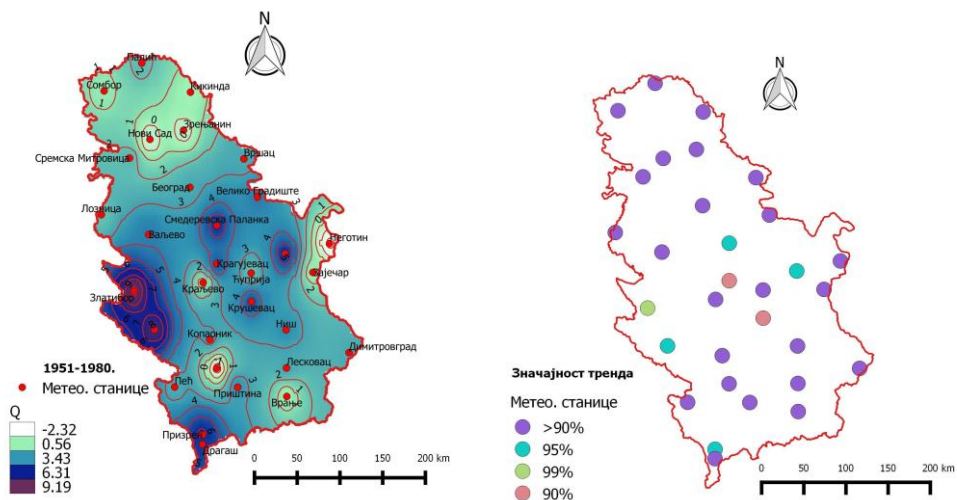 N
Палић
Сомбор
Кикинда
Зрењанин
Нови Сад
Сремска Митровица
Вршац
Београд
Велико Градиште
Лозница
Смедеревска Паланка
Ваљево
Неготин
Крагујевац
Зајечар
Ћуприја
Краљево
Златибор
Крушевац
Ниш
Копарник
Димитровград
Лесковац
Пећ
Приштина
Врање
Призрен
Драгаш
1951-1980.
Метео. станице
Q
-2.32
0.56
3.43
6.31
9.19
0 50 100 150 200 km
N
Значајност тренда
Метео. станице
>90%
95%
99%
90%
0 50 100 150 200 km